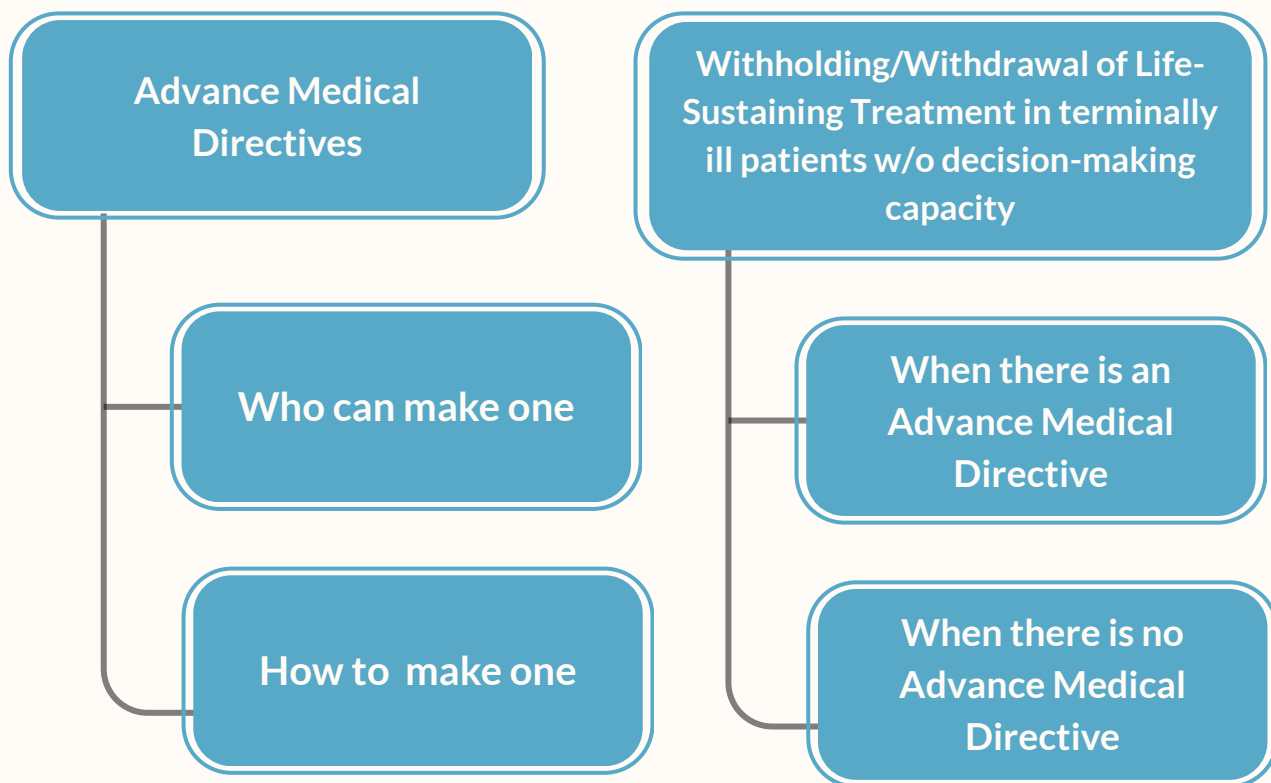 Advance Medical
Directives
Who can make one
How to  make one
Withholding/Withdrawal of Life-
Sustaining Treatment in terminally
ill patients w/o decision-making
capacity
When there is an
Advance Medical
Directive
When there is no
Advance Medical
Directive